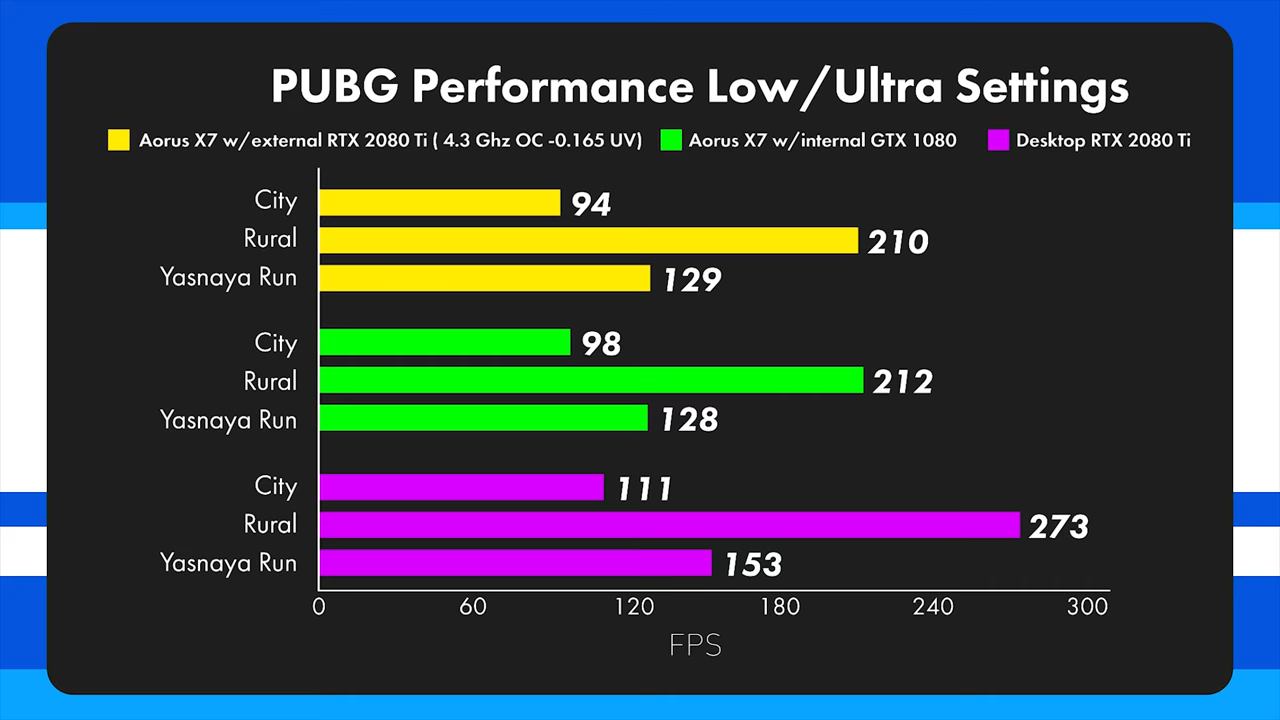 PUBG Performance Low/Ultra Settings
Aorus X7 w/external RTX 2080 Ti ( 4.3 Ghz OC -0.165 UV) Aorus X7 w/internal GTX 1080 Desktop RTX 2080 Ti
City 94
Rural 210
Yasnaya Run 129
City 98
Rural 212
Yasnaya Run 128
City 111
Rural 273
Yasnaya Run 153
0 60 120 180 240 300
FPS